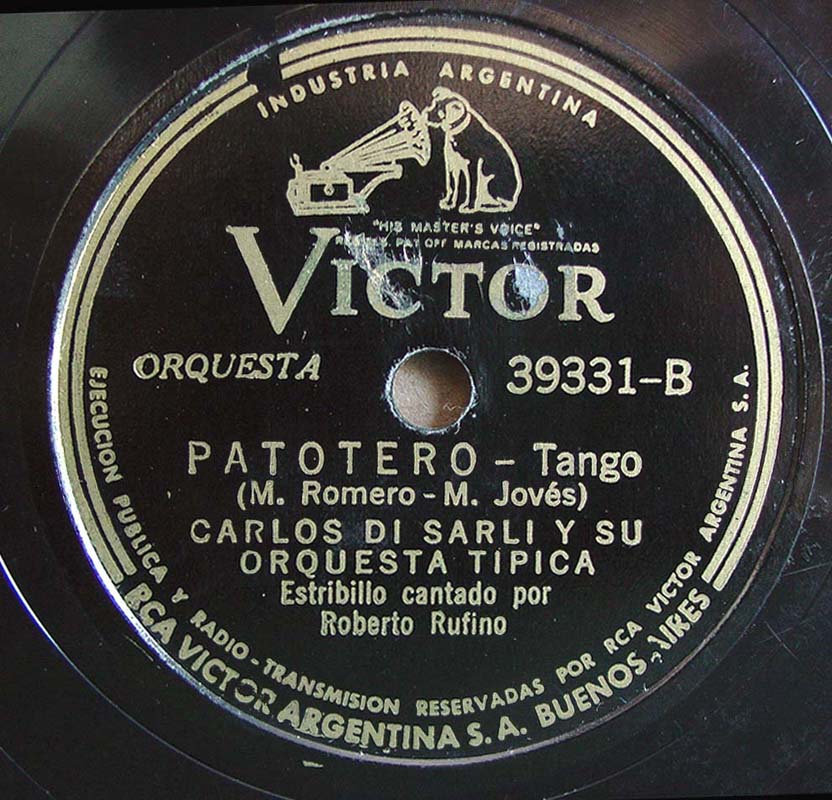 INDUSTRIA ARGENTINA
"HIS MASTER'S VOICE"
PAT OFF MARCAS REGISTRADAS
VICTOR
ORQUESTA
39331-B
PATOTERO - Tango
(M. Romero - M. Jovés)
CARLOS DI SARLI Y SU
ORQUESTA TIPICA
Estribillo cantado por
Roberto Rufino
EJECUCION PUBLICA Y RADIO-TRANSMISION RESERVADAS POR RCA VICTOR ARGENTINA S.A.
RCA VICTOR ARGENTINA S.A. BUENOS AIRES